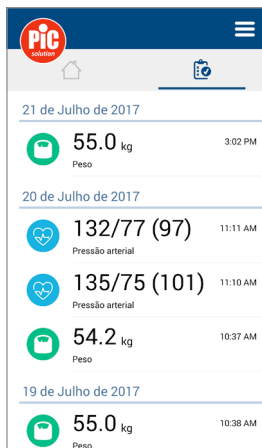 PiC
solution
21 de Julho de 2017
55.0 kg 3:02 PM
Peso
20 de Julho de 2017
132/77 (97) 11:11 AM
Pressão arterial
135/75 (101) 11:10 AM
Pressão arterial
54.2 kg 10:37 AM
Peso
19 de Julho de 2017
55.0 kg 10:38 AM
Peso